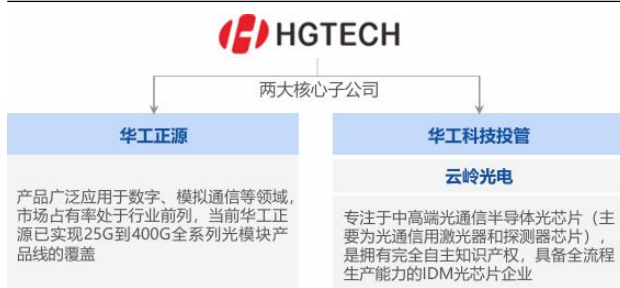 HGTECH
两大核心子公司
华工正源
产品广泛应用于数字、模拟通信等领域,
市场占有率处于行业前列,当前华工正
源已实现25G到400G全系列光模块产
品线的覆盖
华工科技投管
云岭光电
专注于中高端光通信半导体光芯片(主
要为光通信用激光器和探测器芯片),
是拥有完全自主知识产权,具备全流程
生产能力的IDM光芯片企业